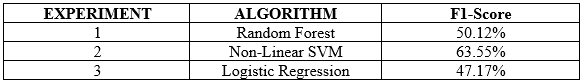 EXPERIMENT ALGORITHM F1-Score
1 Random Forest 50.12%
2 Non-Linear SVM 63.55%
3 Logistic Regression 47.17%